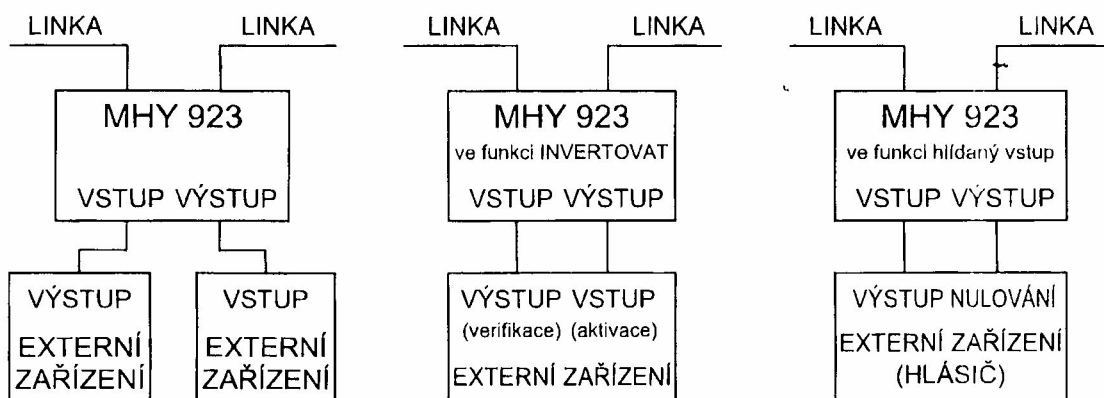 LINKA LINKA
MHY 923
VSTUP VÝSTUP
VÝSTUP
EXTERNÍ
ZAŘÍZENÍ
VSTUP
EXTERNÍ
ZAŘÍZENÍ
LINKA LINKA
MHY 923
ve funkci INVERTOVAT
VSTUP VÝSTUP
VÝSTUP VSTUP
(verifikace) (aktivace)
EXTERNÍ ZAŘÍZENÍ
LINKA LINKA
MHY 923
ve funkci hlídaný vstup
VSTUP VÝSTUP
VÝSTUP NULOVÁNÍ
EXTERNÍ ZAŘÍZENÍ
(HLÁSIČ)